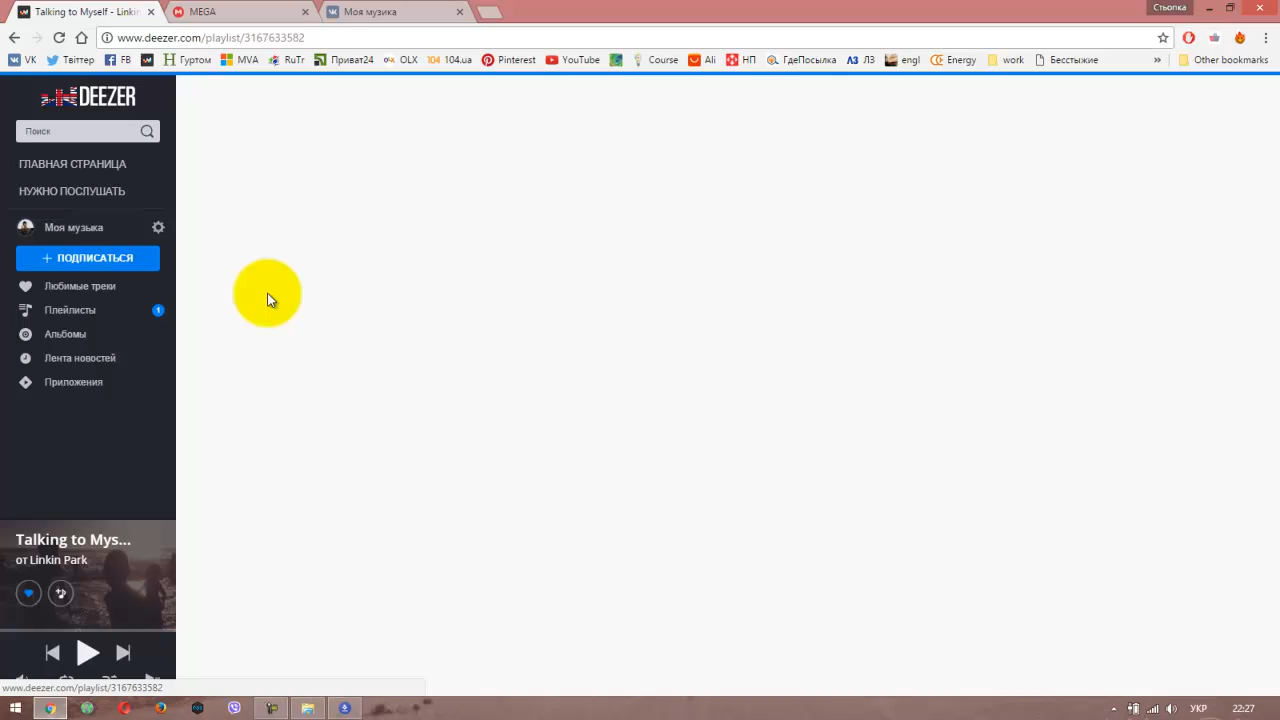 Talking to Myself - Linkin
MEGA
Моя музика
Стьопка
www.deezer.com/playlist/3167633582
VK
Твіттер
FB
Гуртом
MVA
RuTr
Приват24
OLX
104.ua
Pinterest
YouTube
Course
Ali
НП
ГдеПосылка
ЛЗ
engl
Energy
work
Бесстыжие
»
Other bookmarks
DEEZER
Поиск
ГЛАВНАЯ СТРАНИЦА
НУЖНО ПОСЛУШАТЬ
Моя музыка
+ ПОДПИСАТЬСЯ
Любимые треки
Плейлисты 1
Альбомы
Лента новостей
Приложения
Talking to Mys...
от Linkin Park
www.deezer.com/playlist/3167633582
УКР
22:27